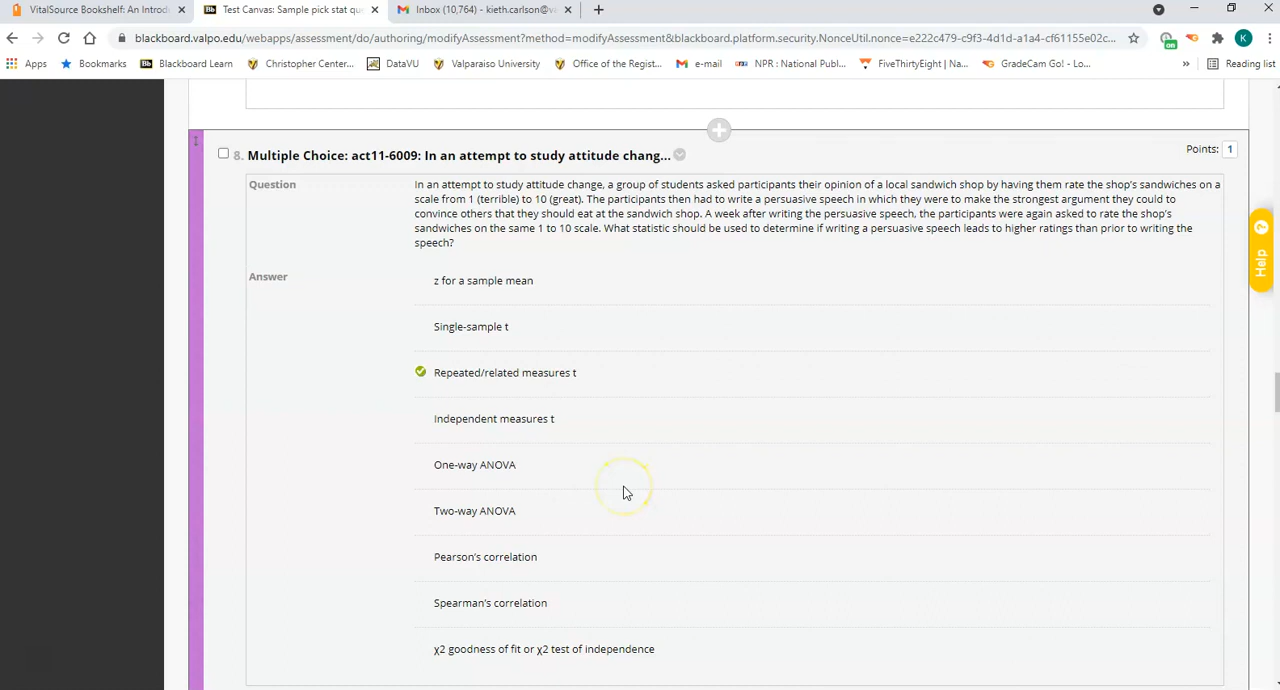 VitalSource Bookshelf: An Introd
Test Canvas: Sample pick stat qu
Inbox (10,764) - kieth.carlson@v
blackboard.valpo.edu/webapps/assessment/do/authoring/modifyAssessment?method=modifyAssessment&blackboard.platform.security.NonceUtil.nonce=e222c479-c9f3-4d1d-a1a4-cf61155e02c...
on
K
Apps
Bookmarks
Blackboard Learn
Christopher Center...
DataVU
Valparaiso University
Office of the Regist...
e-mail
NPR : National Publ...
FiveThirtyEight | Na...
GradeCam Go! - Lo...
»
Reading list
8. Multiple Choice: act11-6009: In an attempt to study attitude chang...
Points: 1
Question
In an attempt to study attitude change, a group of students asked participants their opinion of a local sandwich shop by having them rate the shop's sandwiches on a
scale from 1 (terrible) to 10 (great). The participants then had to write a persuasive speech in which they were to make the strongest argument they could to
convince others that they should eat at the sandwich shop. A week after writing the persuasive speech, the participants were again asked to rate the shop's
sandwiches on the same 1 to 10 scale. What statistic should be used to determine if writing a persuasive speech leads to higher ratings than prior to writing the
speech?
Answer
z for a sample mean
Single-sample t
Repeated/related measures t
Independent measures t
One-way ANOVA
Two-way ANOVA
Pearson's correlation
Spearman's correlation
χ2 goodness of fit or χ2 test of independence
Help
?